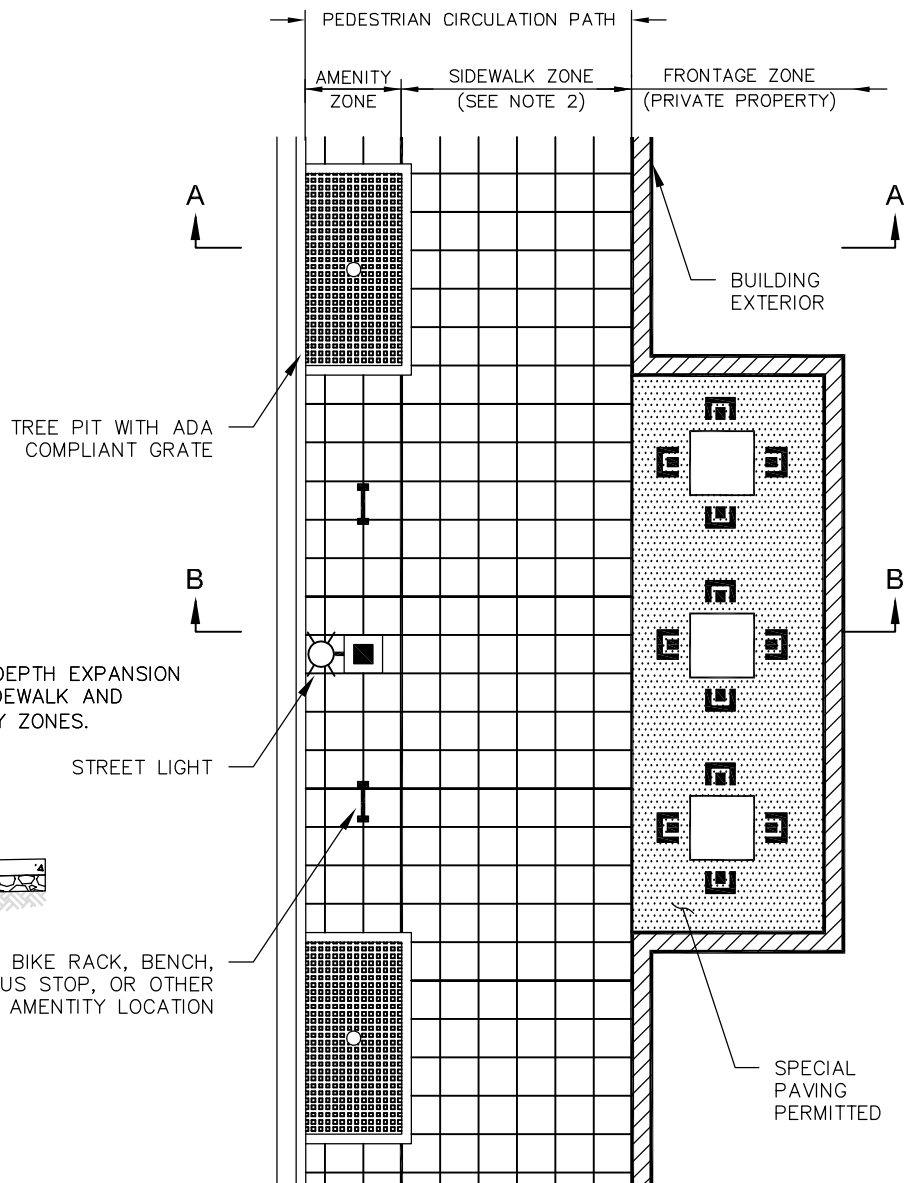 PEDESTRIAN CIRCULATION PATH
AMENITY
ZONE
SIDEWALK ZONE
(SEE NOTE 2)
FRONTAGE ZONE
(PRIVATE PROPERTY)
A
A
BUILDING
EXTERIOR
TREE PIT WITH ADA
COMPLIANT GRATE
B
B
DEPTH EXPANSION
DEWALK AND
Y ZONES.
STREET LIGHT
BIKE RACK, BENCH,
US STOP, OR OTHER
AMENTITY LOCATION
SPECIAL
PAVING
PERMITTED